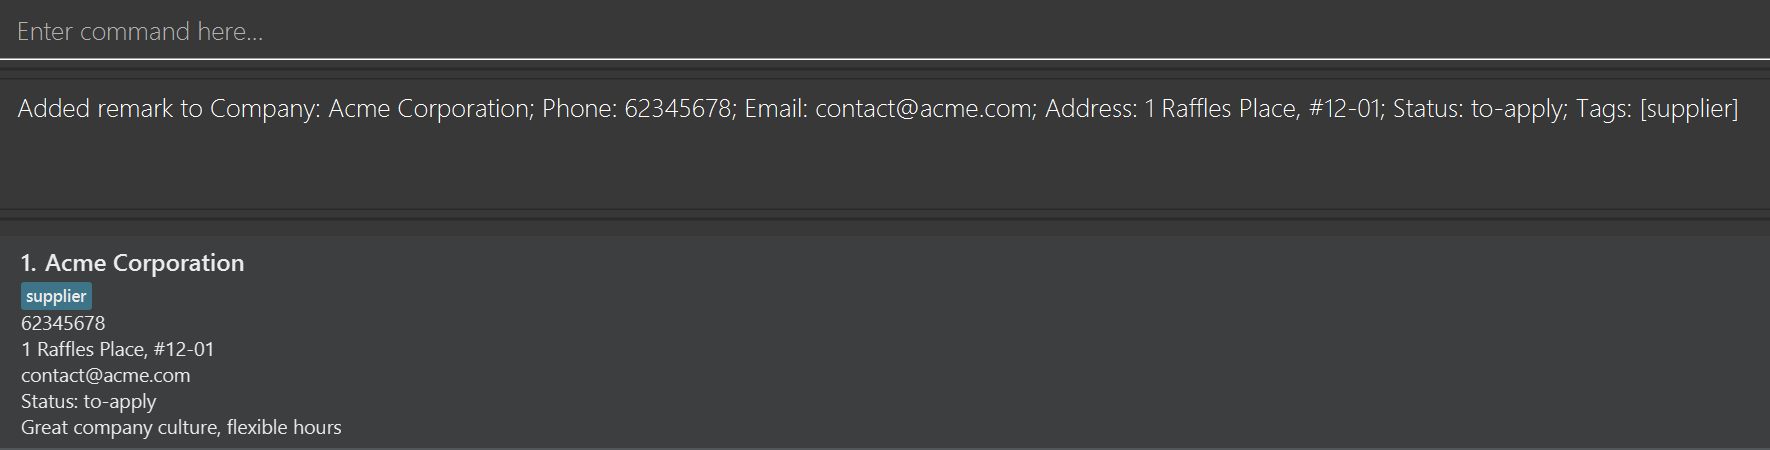 Enter command here...
Added remark to Company: Acme Corporation; Phone: 62345678; Email: contact@acme.com; Address: 1 Raffles Place, #12-01; Status: to-apply; Tags: [supplier]
1. Acme Corporation
supplier
62345678
1 Raffles Place, #12-01
contact@acme.com
Status: to-apply
Great company culture, flexible hours